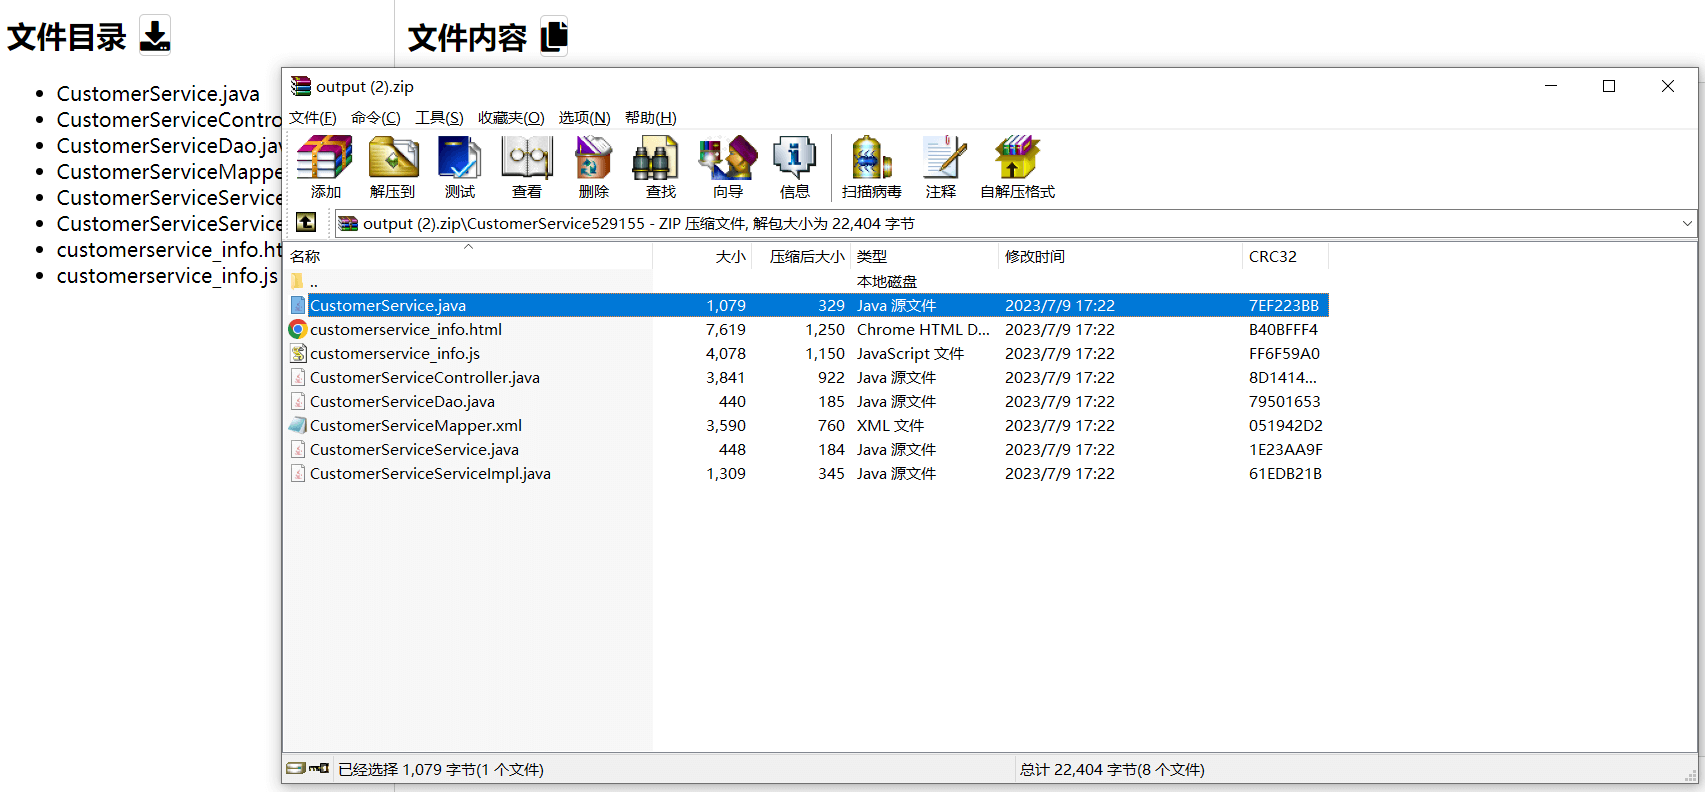 文件目录
文件内容
CustomerService.java
CustomerServiceContro
CustomerServiceDao.jav
CustomerServiceMappe
CustomerServiceService
CustomerServiceService
customerservice_info.ht
customerservice_info.js
output (2).zip
文件(F) 命令(C) 工具(S) 收藏夹(O) 选项(N) 帮助(H)
添加 解压到 测试 查看 删除 查找 向导 信息 扫描病毒 注释 自解压格式
output (2).zip\CustomerService529155 - ZIP 压缩文件, 解包大小为 22,404 字节
名称 大小 压缩后大小 类型 修改时间 CRC32
.. 本地磁盘
CustomerService.java 1,079 329 Java 源文件 2023/7/9 17:22 7EF223BB
customerservice_info.html 7,619 1,250 Chrome HTML D... 2023/7/9 17:22 B40BFFF4
customerservice_info.js 4,078 1,150 JavaScript 文件 2023/7/9 17:22 FF6F59A0
CustomerServiceController.java 3,841 922 Java 源文件 2023/7/9 17:22 8D1414...
CustomerServiceDao.java 440 185 Java 源文件 2023/7/9 17:22 79501653
CustomerServiceMapper.xml 3,590 760 XML 文件 2023/7/9 17:22 051942D2
CustomerServiceService.java 448 184 Java 源文件 2023/7/9 17:22 1E23AA9F
CustomerServiceServiceImpl.java 1,309 345 Java 源文件 2023/7/9 17:22 61EDB21B
已经选择 1,079 字节(1 个文件)
总计 22,404 字节(8 个文件)